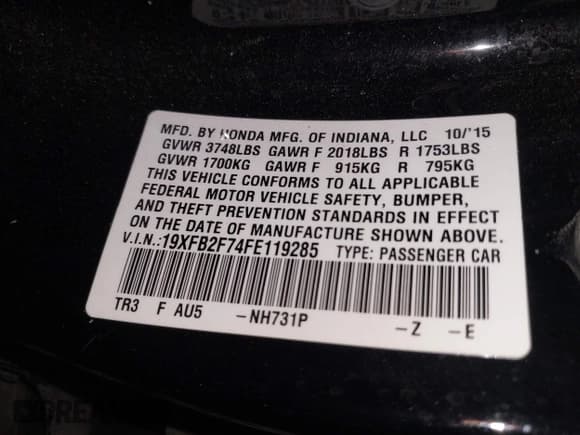 MFD. BY HONDA MFG. OF INDIANA, LLC 10/'15
GVWR 3748LBS GAWR F 2018LBS R 1753LBS
GVWR 1700KG GAWR F 915KG R 795KG
THIS VEHICLE CONFORMS TO ALL APPLICABLE
FEDERAL MOTOR VEHICLE SAFETY, BUMPER,
AND THEFT PREVENTION STANDARDS IN EFFECT
ON THE DATE OF MANUFACTURE SHOWN ABOVE.
V.I.N.:19XFB2F74FE119285 TYPE: PASSENGER CAR
TR3 F AU5 -NH731P -Z -E